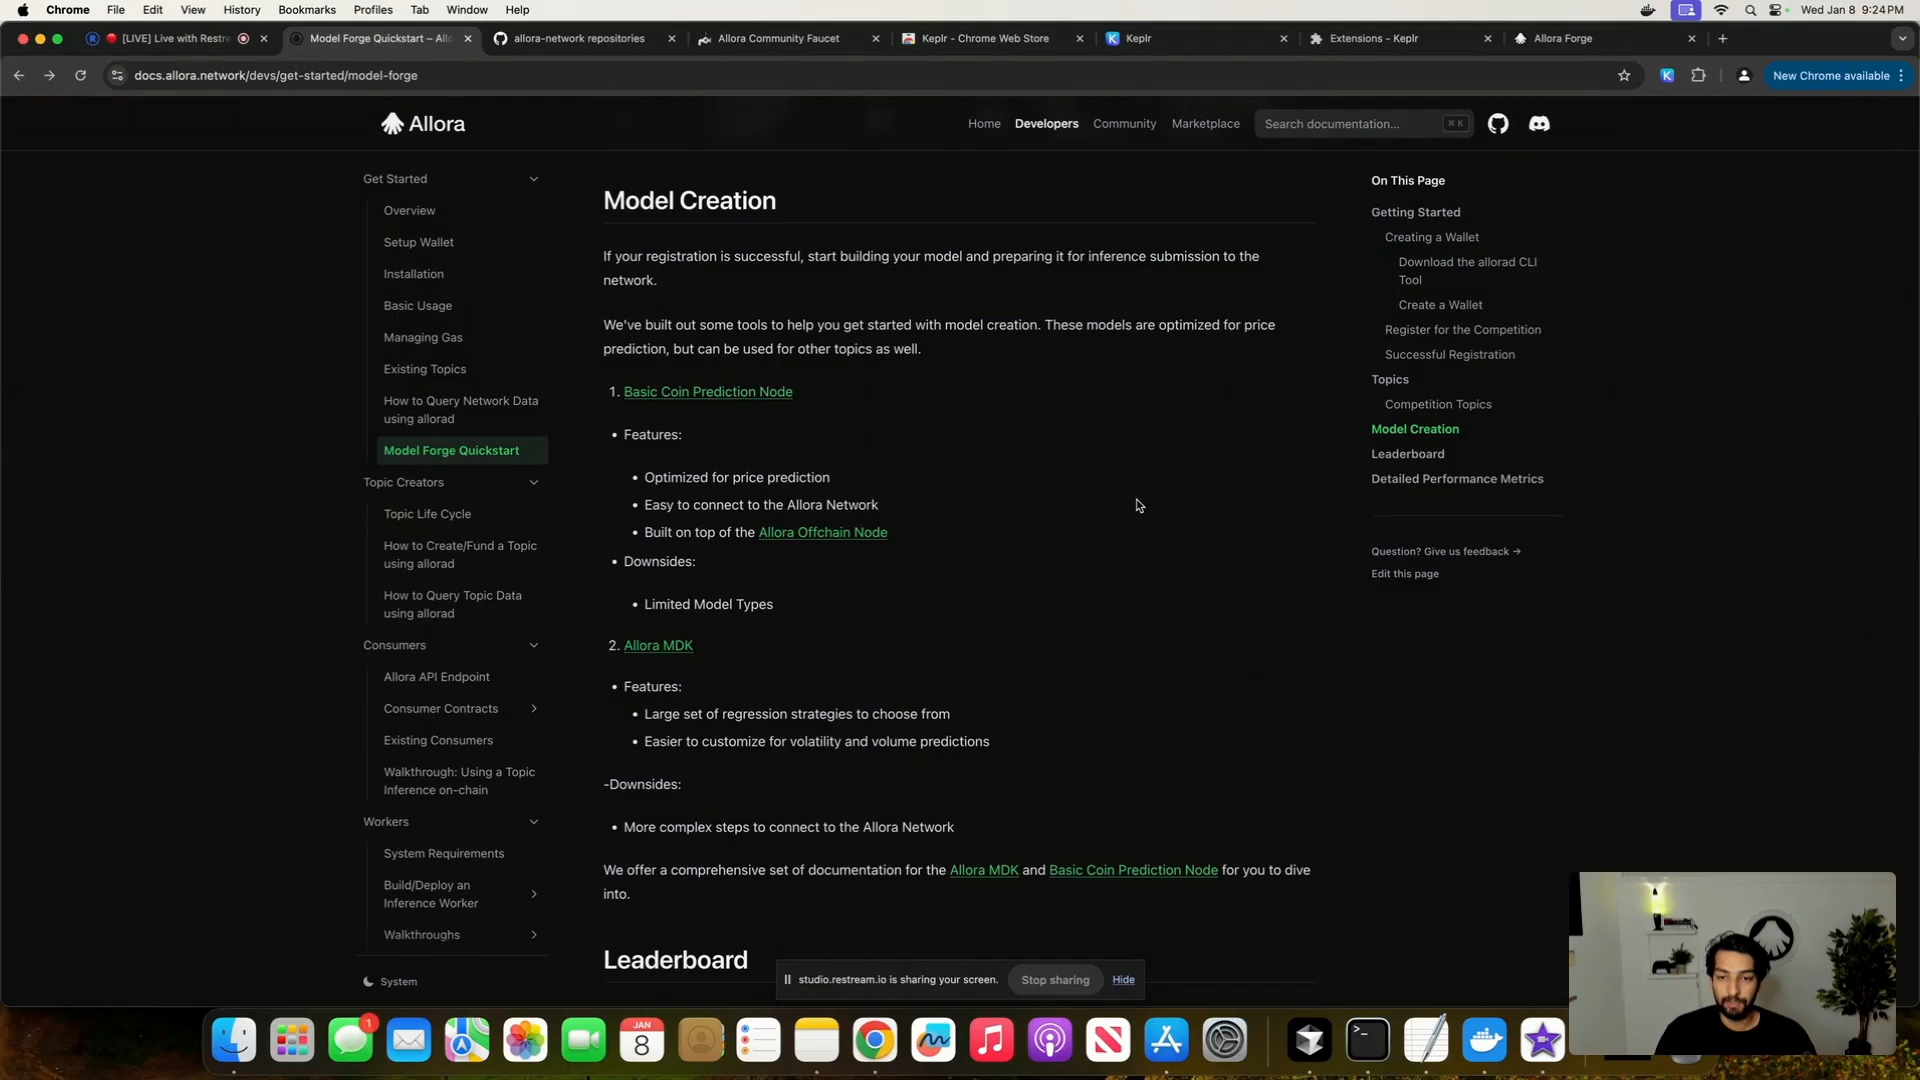 Chrome File Edit View History Bookmarks Profiles Tab Window Help
Wed Jan 8 9:24 PM
[LIVE] Live with Restre
Model Forge Quickstart – Allo
allora-network repositories
Allora Community Faucet
Keplr - Chrome Web Store
Keplr
Extensions - Keplr
Allora Forge
docs.allora.network/devs/get-started/model-forge
New Chrome available
Allora
Home Developers Community Marketplace
Search documentation... ⌘ K
Get Started
Overview
Setup Wallet
Installation
Basic Usage
Managing Gas
Existing Topics
How to Query Network Data
using allorad
Model Forge Quickstart
Topic Creators
Topic Life Cycle
How to Create/Fund a Topic
using allorad
How to Query Topic Data
using allorad
Consumers
Allora API Endpoint
Consumer Contracts
Existing Consumers
Walkthrough: Using a Topic
Inference on-chain
Workers
System Requirements
Build/Deploy an
Inference Worker
Walkthroughs
System
Model Creation
If your registration is successful, start building your model and preparing it for inference submission to the
network.
We've built out some tools to help you get started with model creation. These models are optimized for price
prediction, but can be used for other topics as well.
1. Basic Coin Prediction Node
• Features:
• Optimized for price prediction
• Easy to connect to the Allora Network
• Built on top of the Allora Offchain Node
• Downsides:
• Limited Model Types
2. Allora MDK
• Features:
• Large set of regression strategies to choose from
• Easier to customize for volatility and volume predictions
-Downsides:
• More complex steps to connect to the Allora Network
We offer a comprehensive set of documentation for the Allora MDK and Basic Coin Prediction Node for you to dive
into.
Leaderboard
On This Page
Getting Started
Creating a Wallet
Download the allorad CLI
Tool
Create a Wallet
Register for the Competition
Successful Registration
Topics
Competition Topics
Model Creation
Leaderboard
Detailed Performance Metrics
Question? Give us feedback →
Edit this page
studio.restream.io is sharing your screen. Stop sharing Hide
1
JAN
8